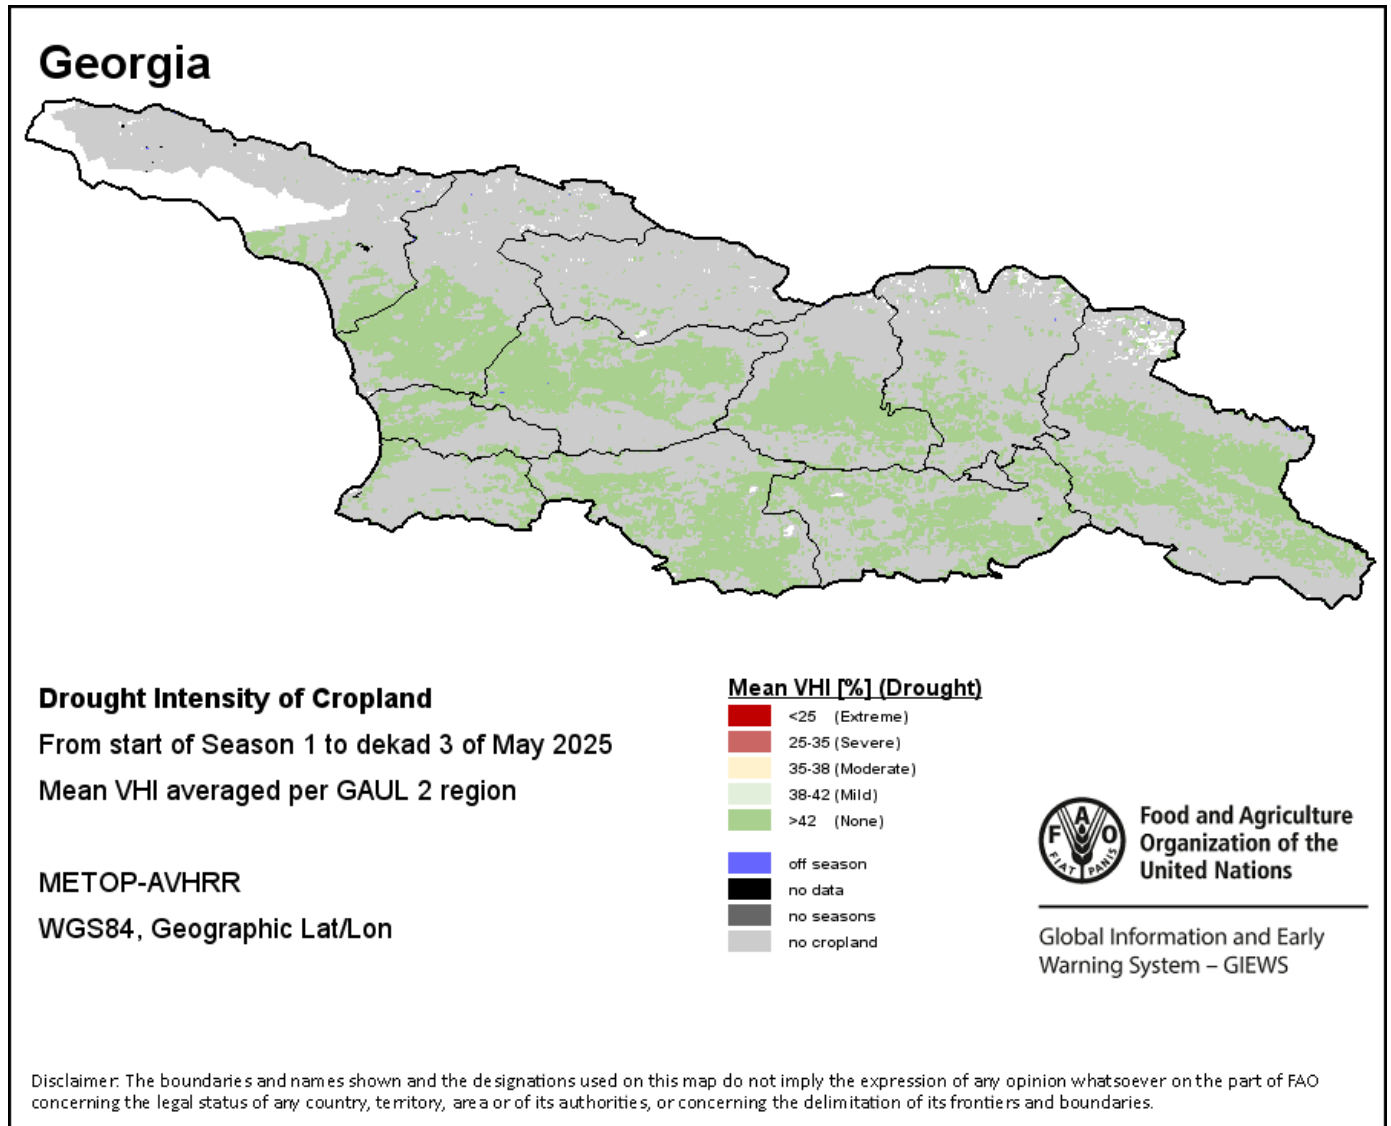 Georgia
Drought Intensity of Cropland
From start of Season 1 to dekad 3 of May 2025
Mean VHI averaged per GAUL 2 region
METOP-AVHRR
WGS84, Geographic Lat/Lon
Mean VHI [%] (Drought)
<25 (Extreme)
25-35 (Severe)
35-38 (Moderate)
38-42 (Mild)
>42 (None)
off season
no data
no seasons
no cropland
F A O
FIAT PANIS
Food and Agriculture
Organization of the
United Nations
Global Information and Early
Warning System – GIEWS
Disclaimer: The boundaries and names shown and the designations used on this map do not imply the expression of any opinion whatsoever on the part of FAO
concerning the legal status of any country, territory, area or of its authorities, or concerning the delimitation of its frontiers and boundaries.